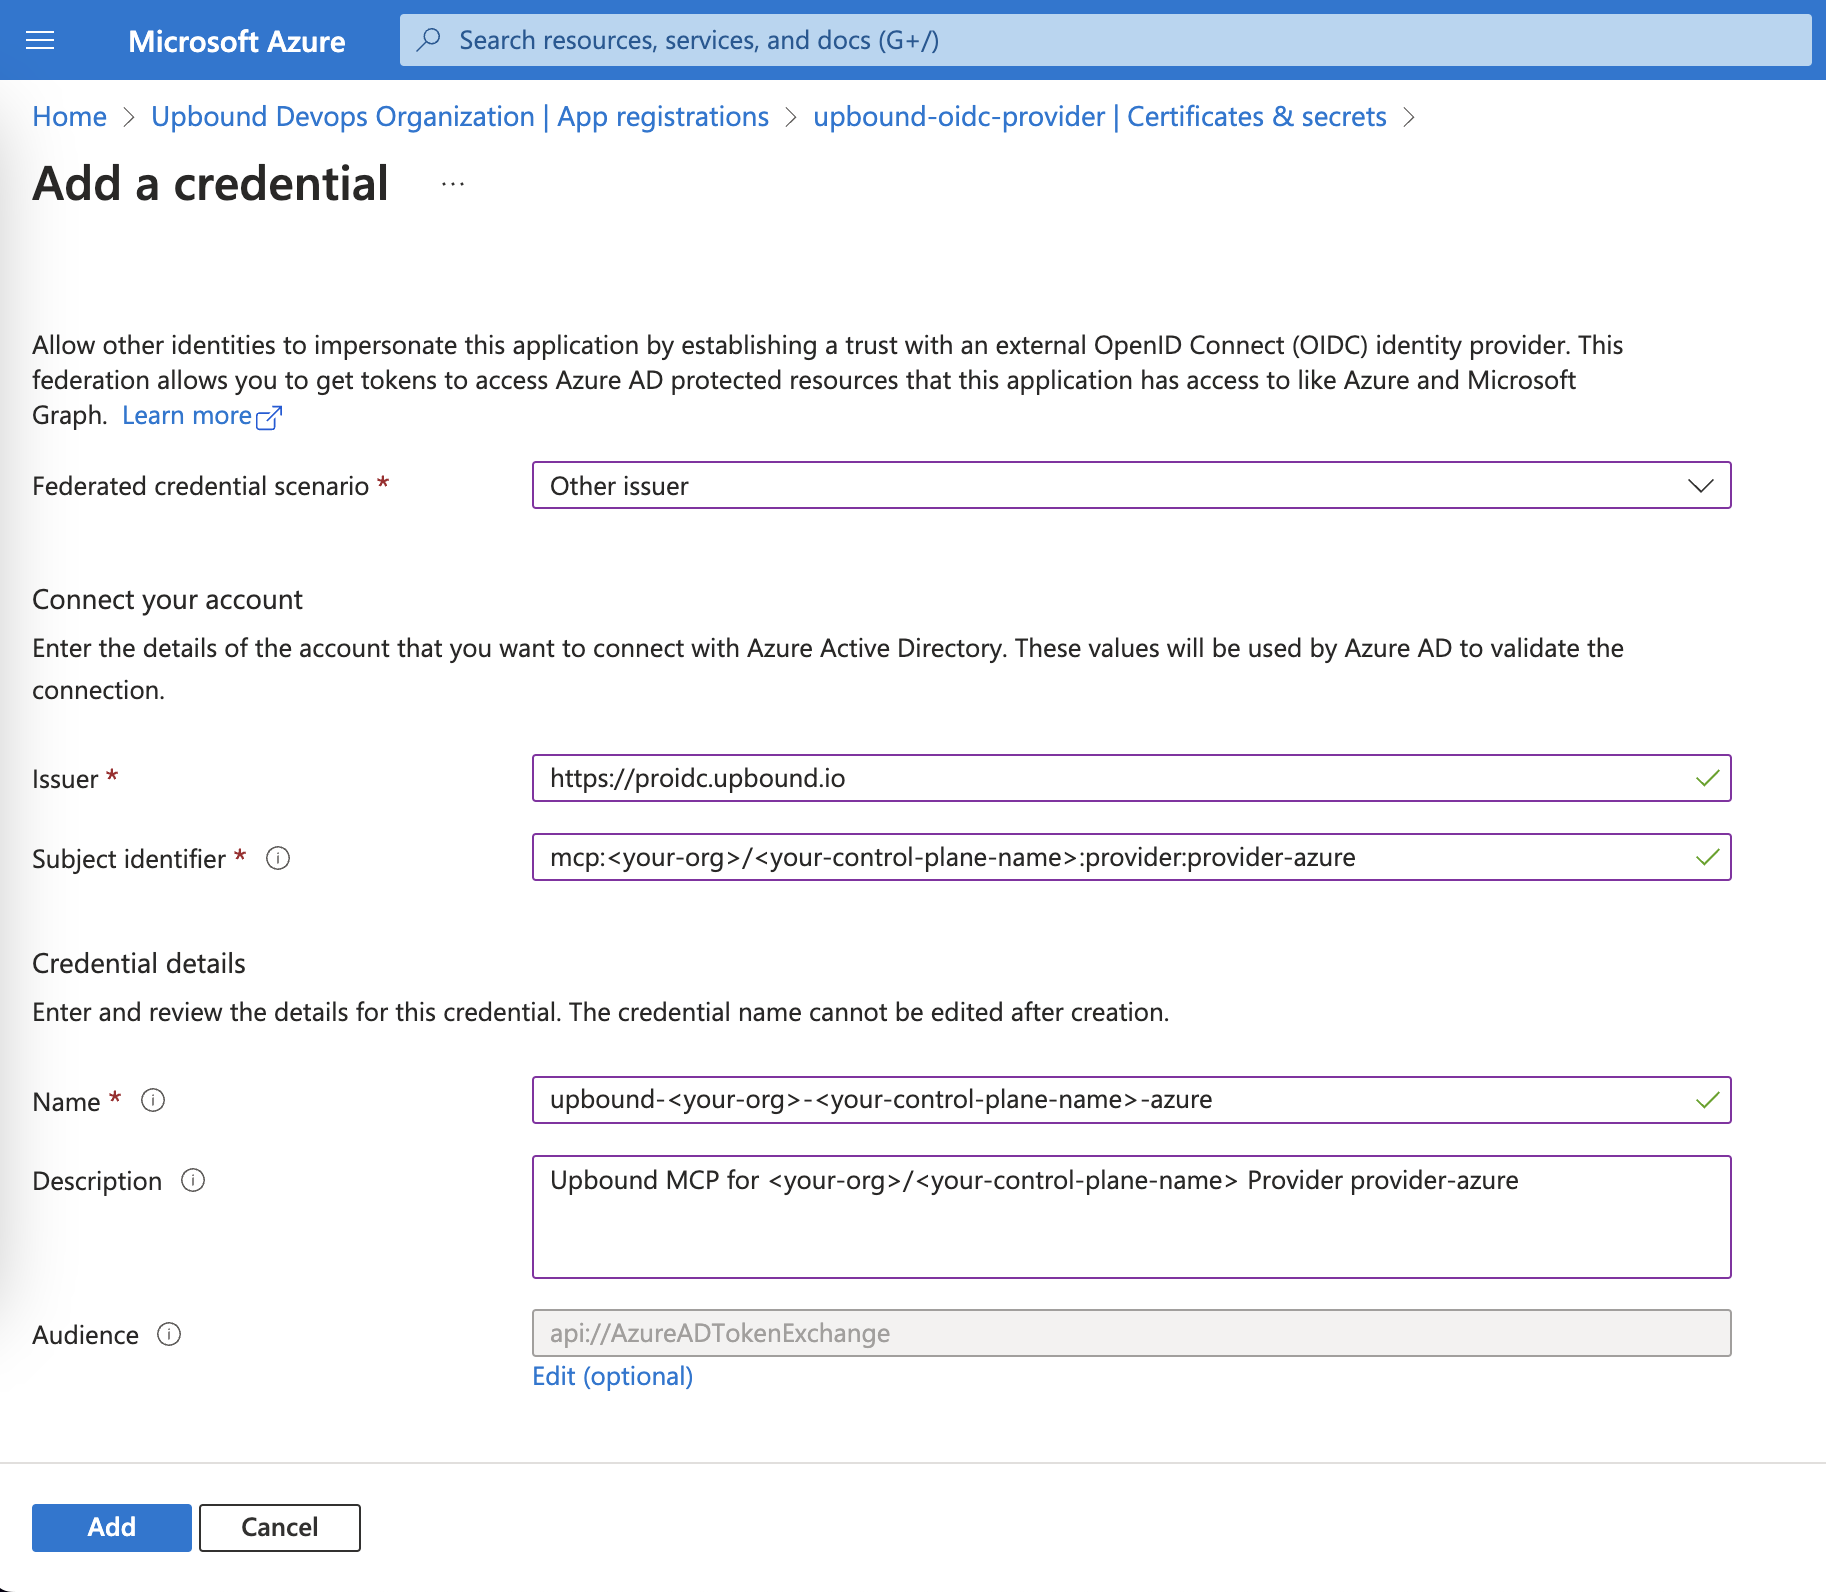 Microsoft Azure
Search resources, services, and docs (G+/)
Home > Upbound Devops Organization | App registrations > upbound-oidc-provider | Certificates & secrets >
Add a credential ...
Allow other identities to impersonate this application by establishing a trust with an external OpenID Connect (OIDC) identity provider. This
federation allows you to get tokens to access Azure AD protected resources that this application has access to like Azure and Microsoft
Graph. Learn more
Federated credential scenario *
Other issuer
Connect your account
Enter the details of the account that you want to connect with Azure Active Directory. These values will be used by Azure AD to validate the
connection.
Issuer *
https://proidc.upbound.io
Subject identifier *
mcp:<your-org>/<your-control-plane-name>:provider:provider-azure
Credential details
Enter and review the details for this credential. The credential name cannot be edited after creation.
Name *
upbound-<your-org>-<your-control-plane-name>-azure
Description
Upbound MCP for <your-org>/<your-control-plane-name> Provider provider-azure
Audience
api://AzureADTokenExchange
Edit (optional)
Add
Cancel